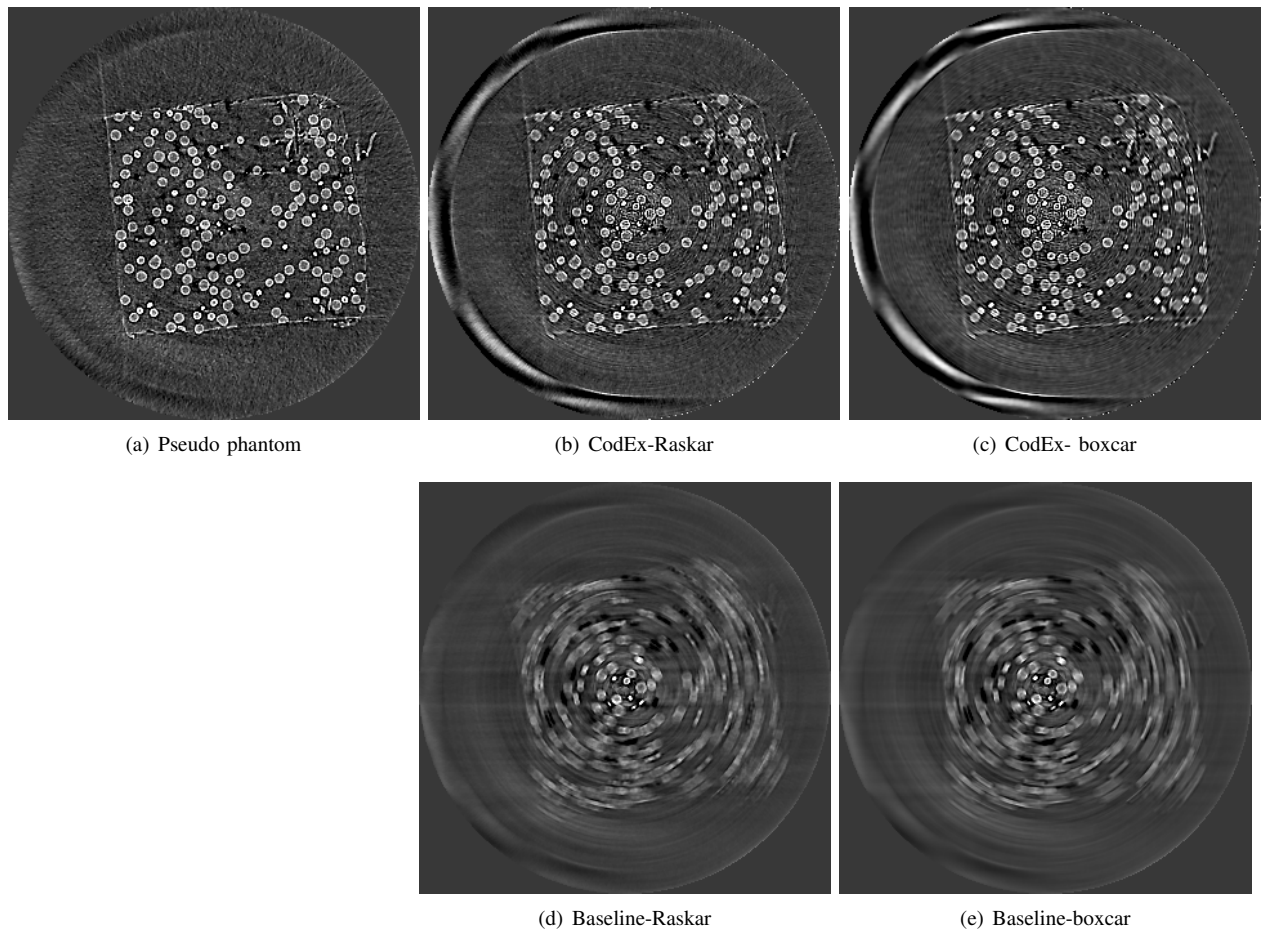 (a) Pseudo phantom
(b) CodEx-Raskar
(c) CodEx- boxcar
(d) Baseline-Raskar
(e) Baseline-boxcar